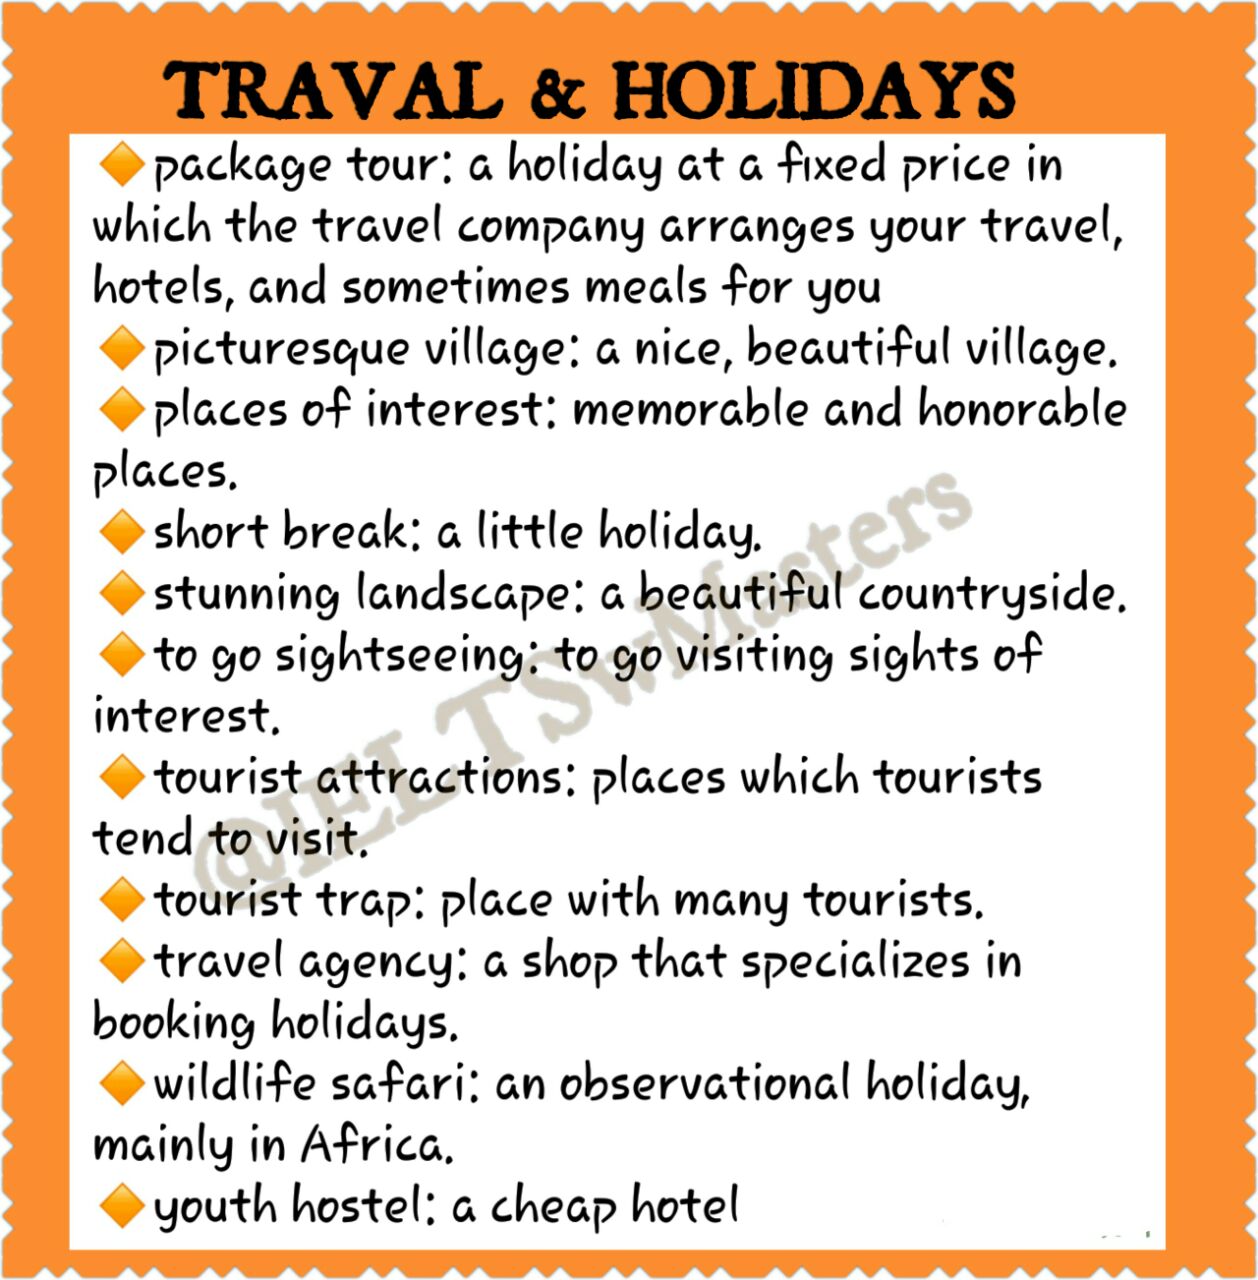 TRAVAL & HOLIDAYS
🔶package tour: a holiday at a fixed price in
which the travel company arranges your travel,
hotels, and sometimes meals for you
🔶picturesque village: a nice, beautiful village.
🔶places of interest: memorable and honorable
places.
🔶short break: a little holiday.
🔶stunning landscape: a beautiful countryside.
🔶to go sightseeing: to go visiting sights of
interest.
🔶tourist attractions: places which tourists
tend to visit.
🔶tourist trap: place with many tourists.
🔶travel agency: a shop that specializes in
booking holidays.
🔶wildlife safari: an observational holiday,
mainly in Africa.
🔶youth hostel: a cheap hotel
@IELTSwMasters